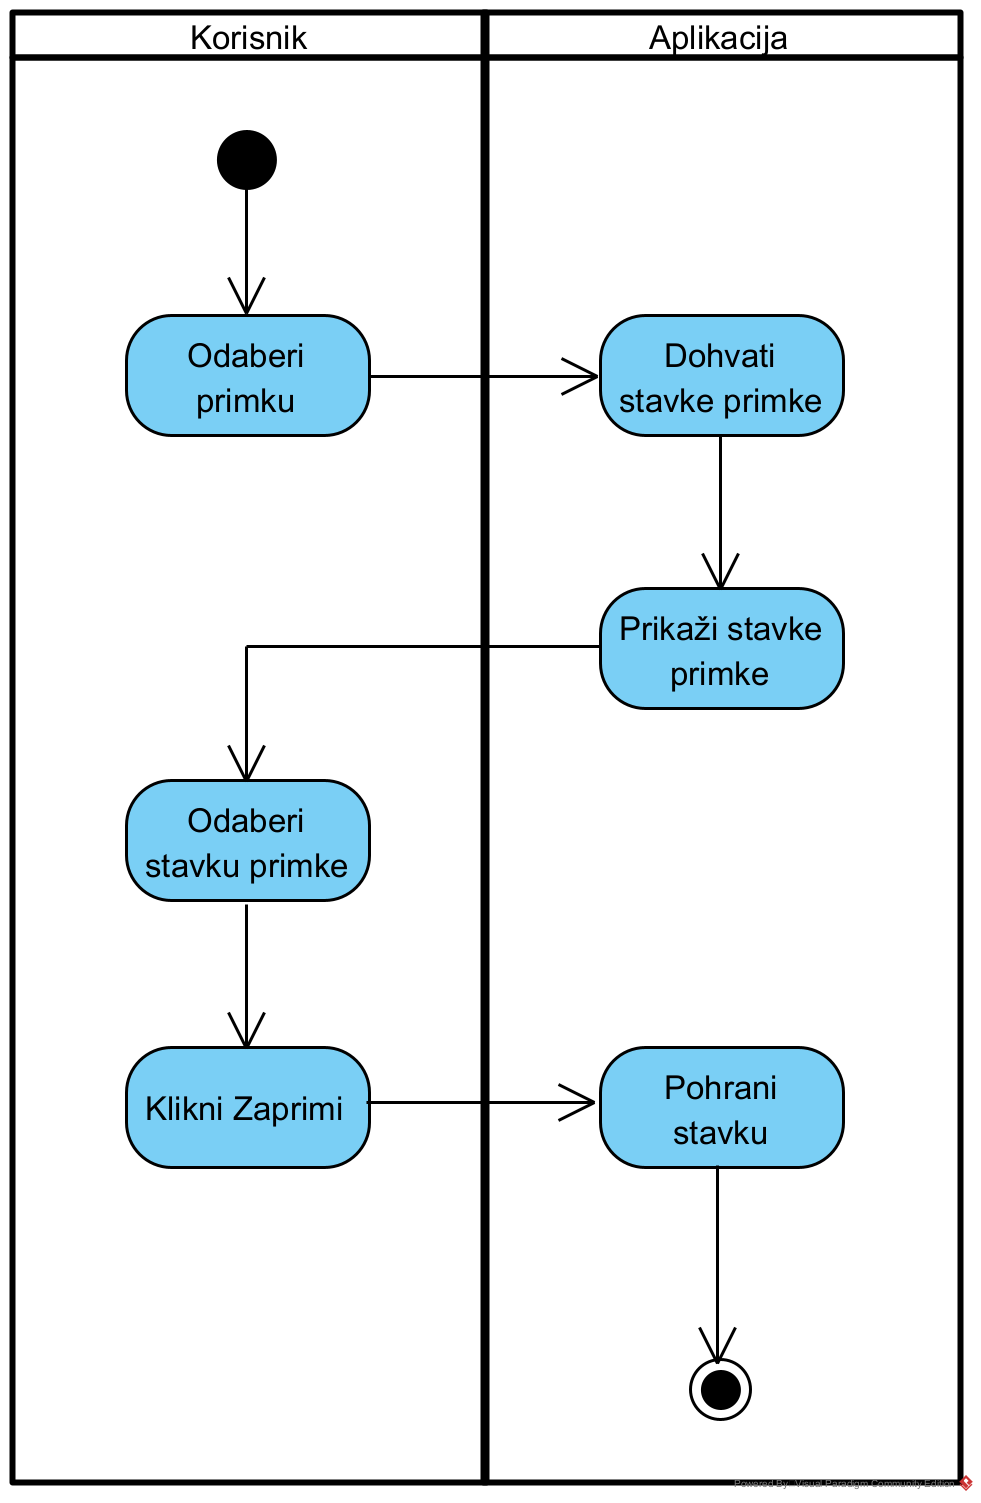 Korisnik
Aplikacija
Odaberi
primku
Dohvati
stavke primke
Prikaži stavke
primke
Odaberi
stavku primke
Klikni Zaprimi
Pohrani
stavku
Powered By Visual Paradigm Community Edition